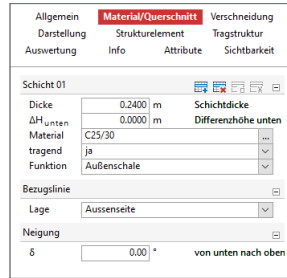 Allgemein Material/Querschnitt Verschneidung
Darstellung Strukturelement Tragstruktur
Auswertung Info Attribute Sichtbarkeit
Schicht 01
Dicke 0.2400 m Schichtdicke
ΔH unten 0.0000 m Differenzhöhe unten
Material C25/30 ...
tragend ja
Funktion Außenschale
Bezugslinie
Lage Aussenseite
Neigung
δ 0.00 ° von unten nach oben